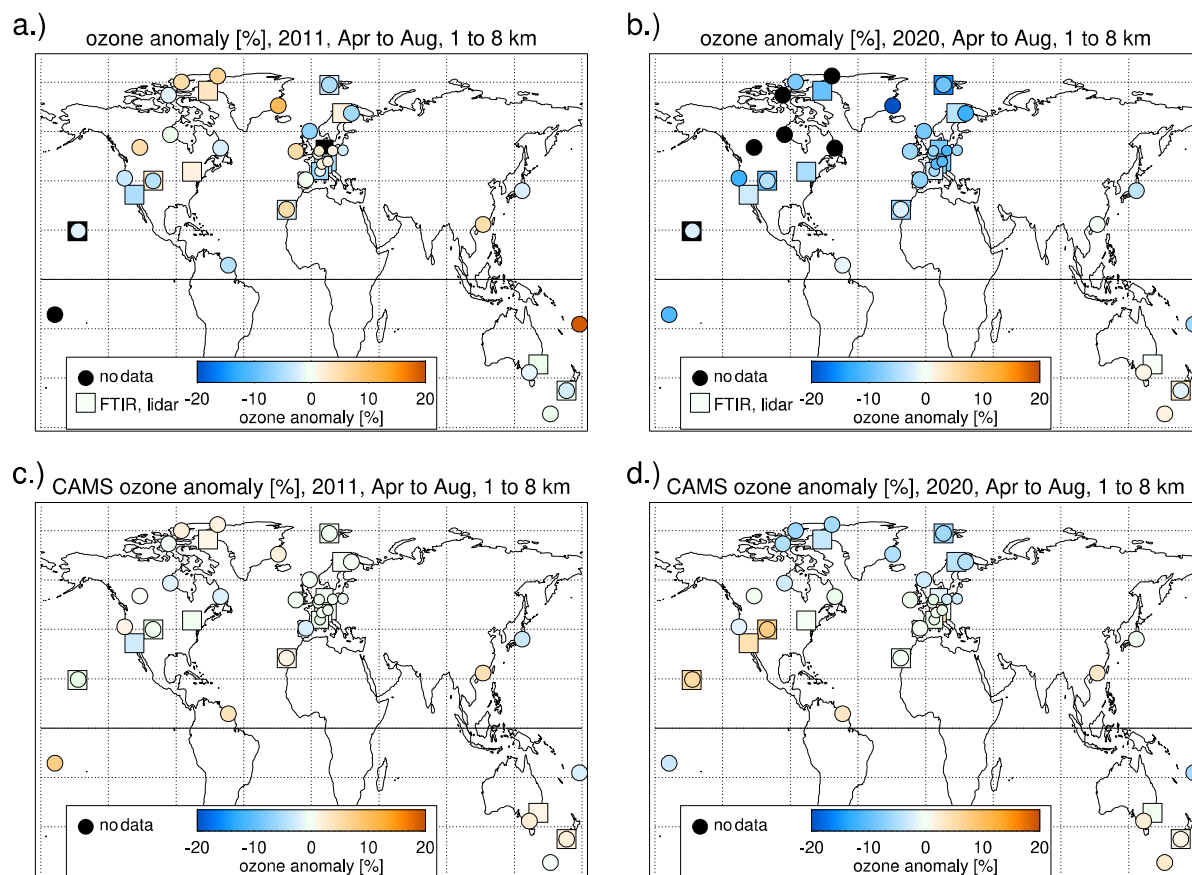 a.)
ozone anomaly [%], 2011, Apr to Aug, 1 to 8 km
no data
FTIR, lidar
-20 -10 0 10 20
ozone anomaly [%]
b.)
ozone anomaly [%], 2020, Apr to Aug, 1 to 8 km
no data
FTIR, lidar
-20 -10 0 10 20
ozone anomaly [%]
c.)
CAMS ozone anomaly [%], 2011, Apr to Aug, 1 to 8 km
no data
-20 -10 0 10 20
ozone anomaly [%]
d.)
CAMS ozone anomaly [%], 2020, Apr to Aug, 1 to 8 km
no data
-20 -10 0 10 20
ozone anomaly [%]